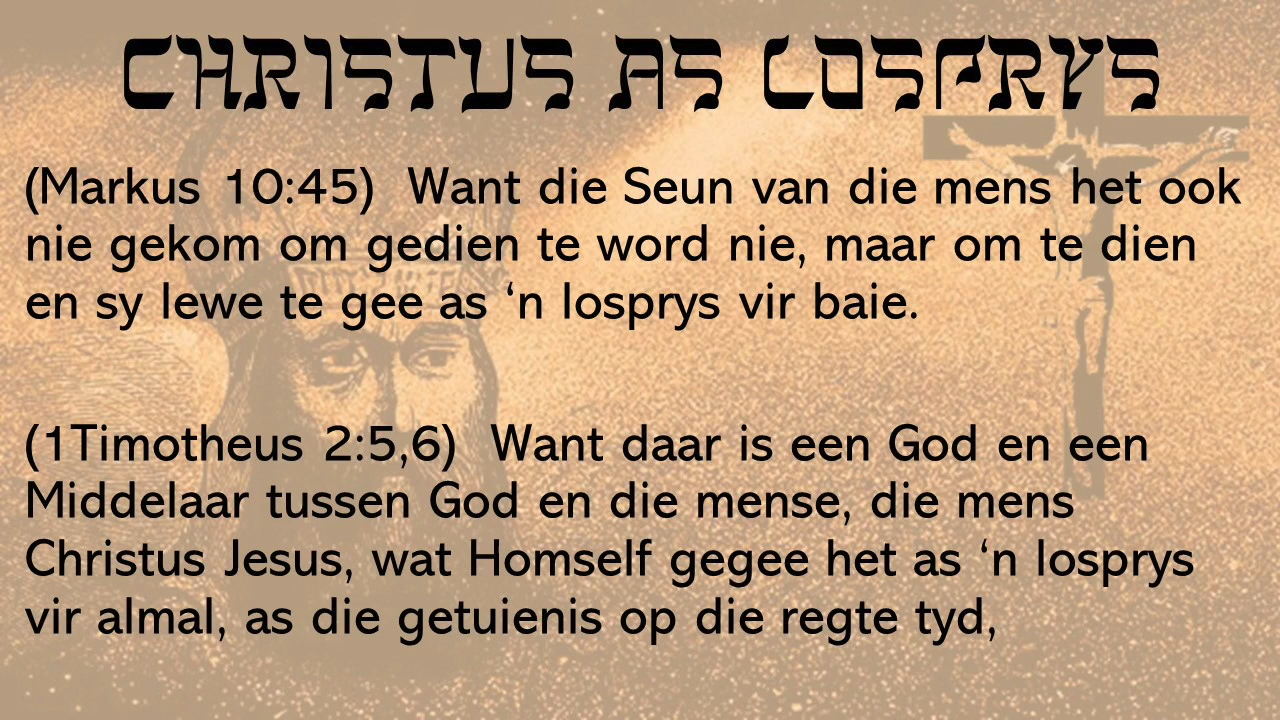 CHRISTUS AS LOSPRYS
(Markus 10:45) Want die Seun van die mens het ook
nie gekom om gedien te word nie, maar om te dien
en sy lewe te gee as ‘n losprys vir baie.
(1Timotheus 2:5,6) Want daar is een God en een
Middelaar tussen God en die mense, die mens
Christus Jesus, wat Homself gegee het as ‘n losprys
vir almal, as die getuienis op die regte tyd,